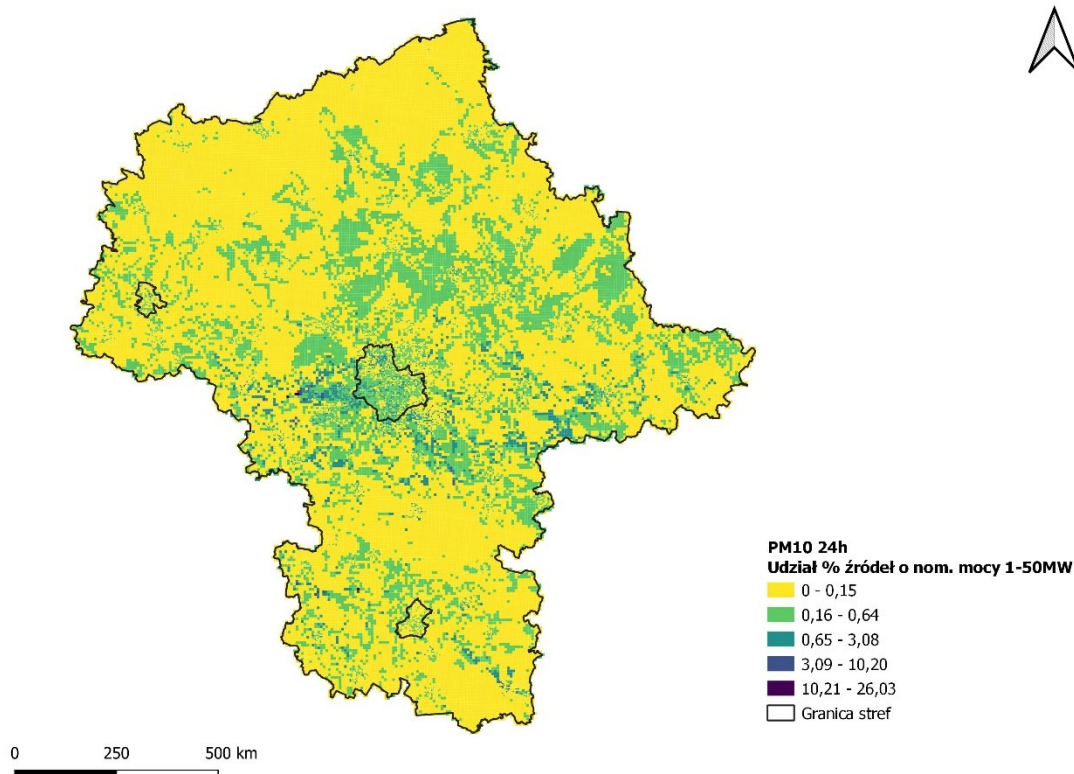 PM10 24h
Udział % źródeł o nom. mocy 1-50MW
0 - 0,15
0,16 - 0,64
0,65 - 3,08
3,09 - 10,20
10,21 - 26,03
Granica stref
0 250 500 km